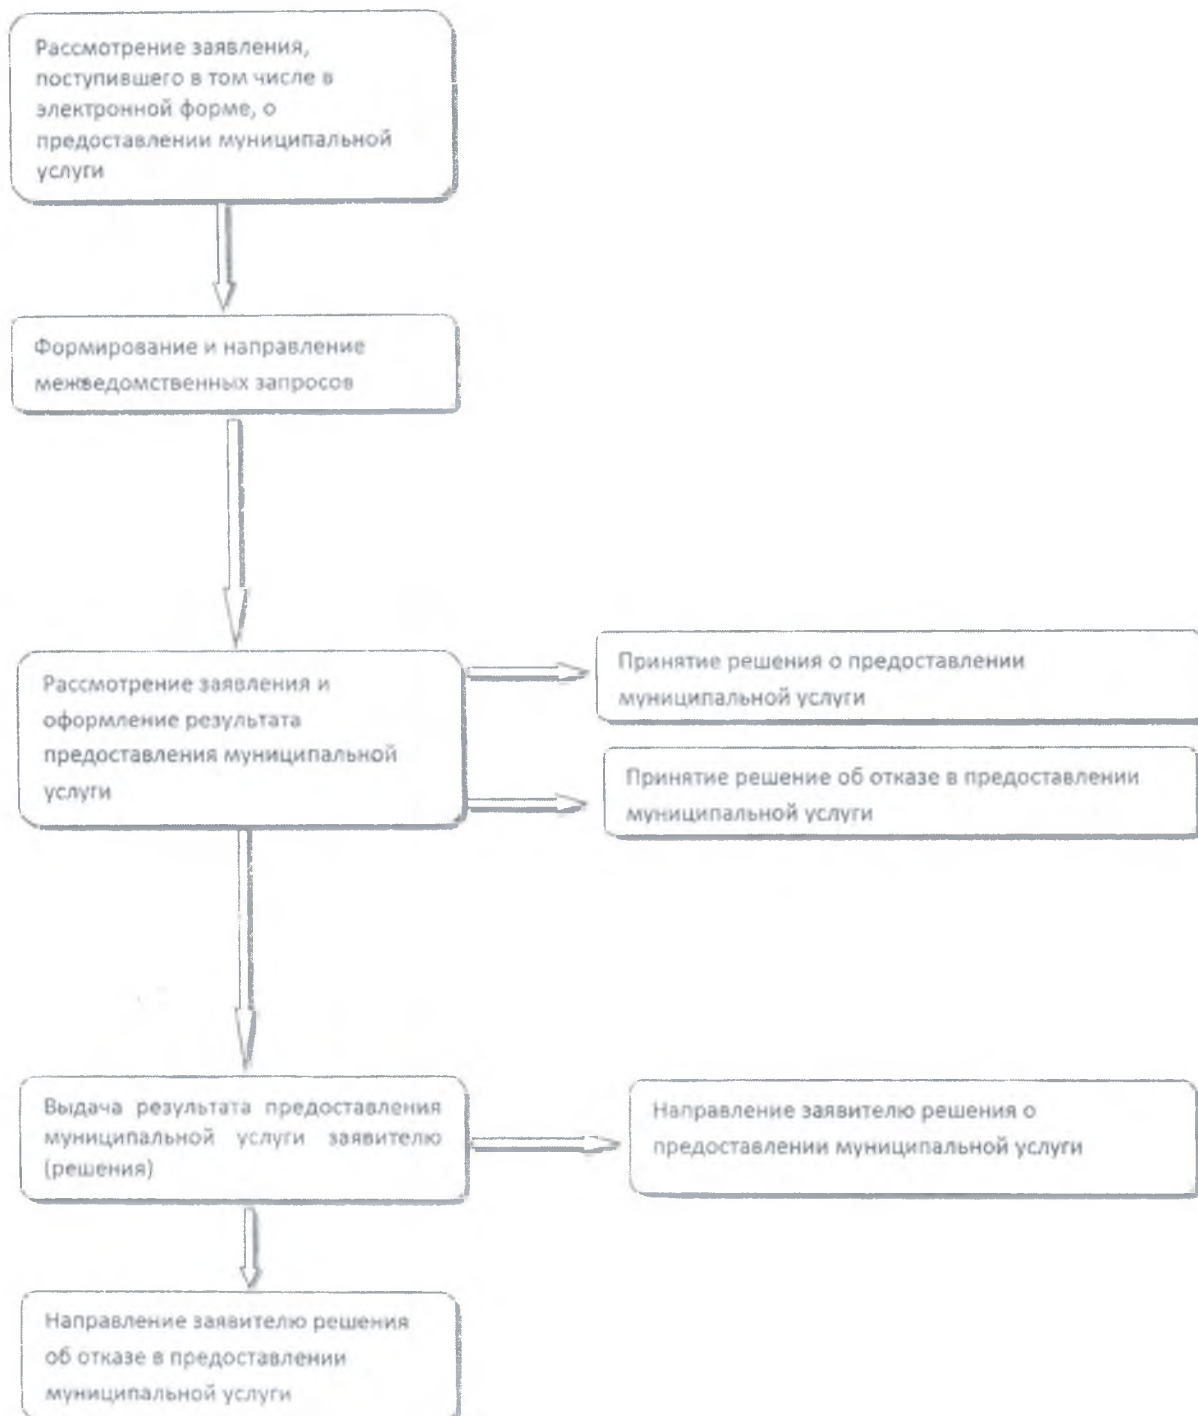 Рассмотрение заявления,
поступившего в том числе в
электронной форме, о
предоставлении муниципальной
услуги
Формирование и направление
межведомственных запросов
Рассмотрение заявления и
оформление результата
предоставления муниципальной
услуги
Принятие решения о предоставлении
муниципальной услуги
Принятие решение об отказе в предоставлении
муниципальной услуги
Выдача результата предоставления
муниципальной услуги заявителю
(решения)
Направление заявителю решения о
предоставлении муниципальной услуги
Направление заявителю решения
об отказе в предоставлении
муниципальной услуги